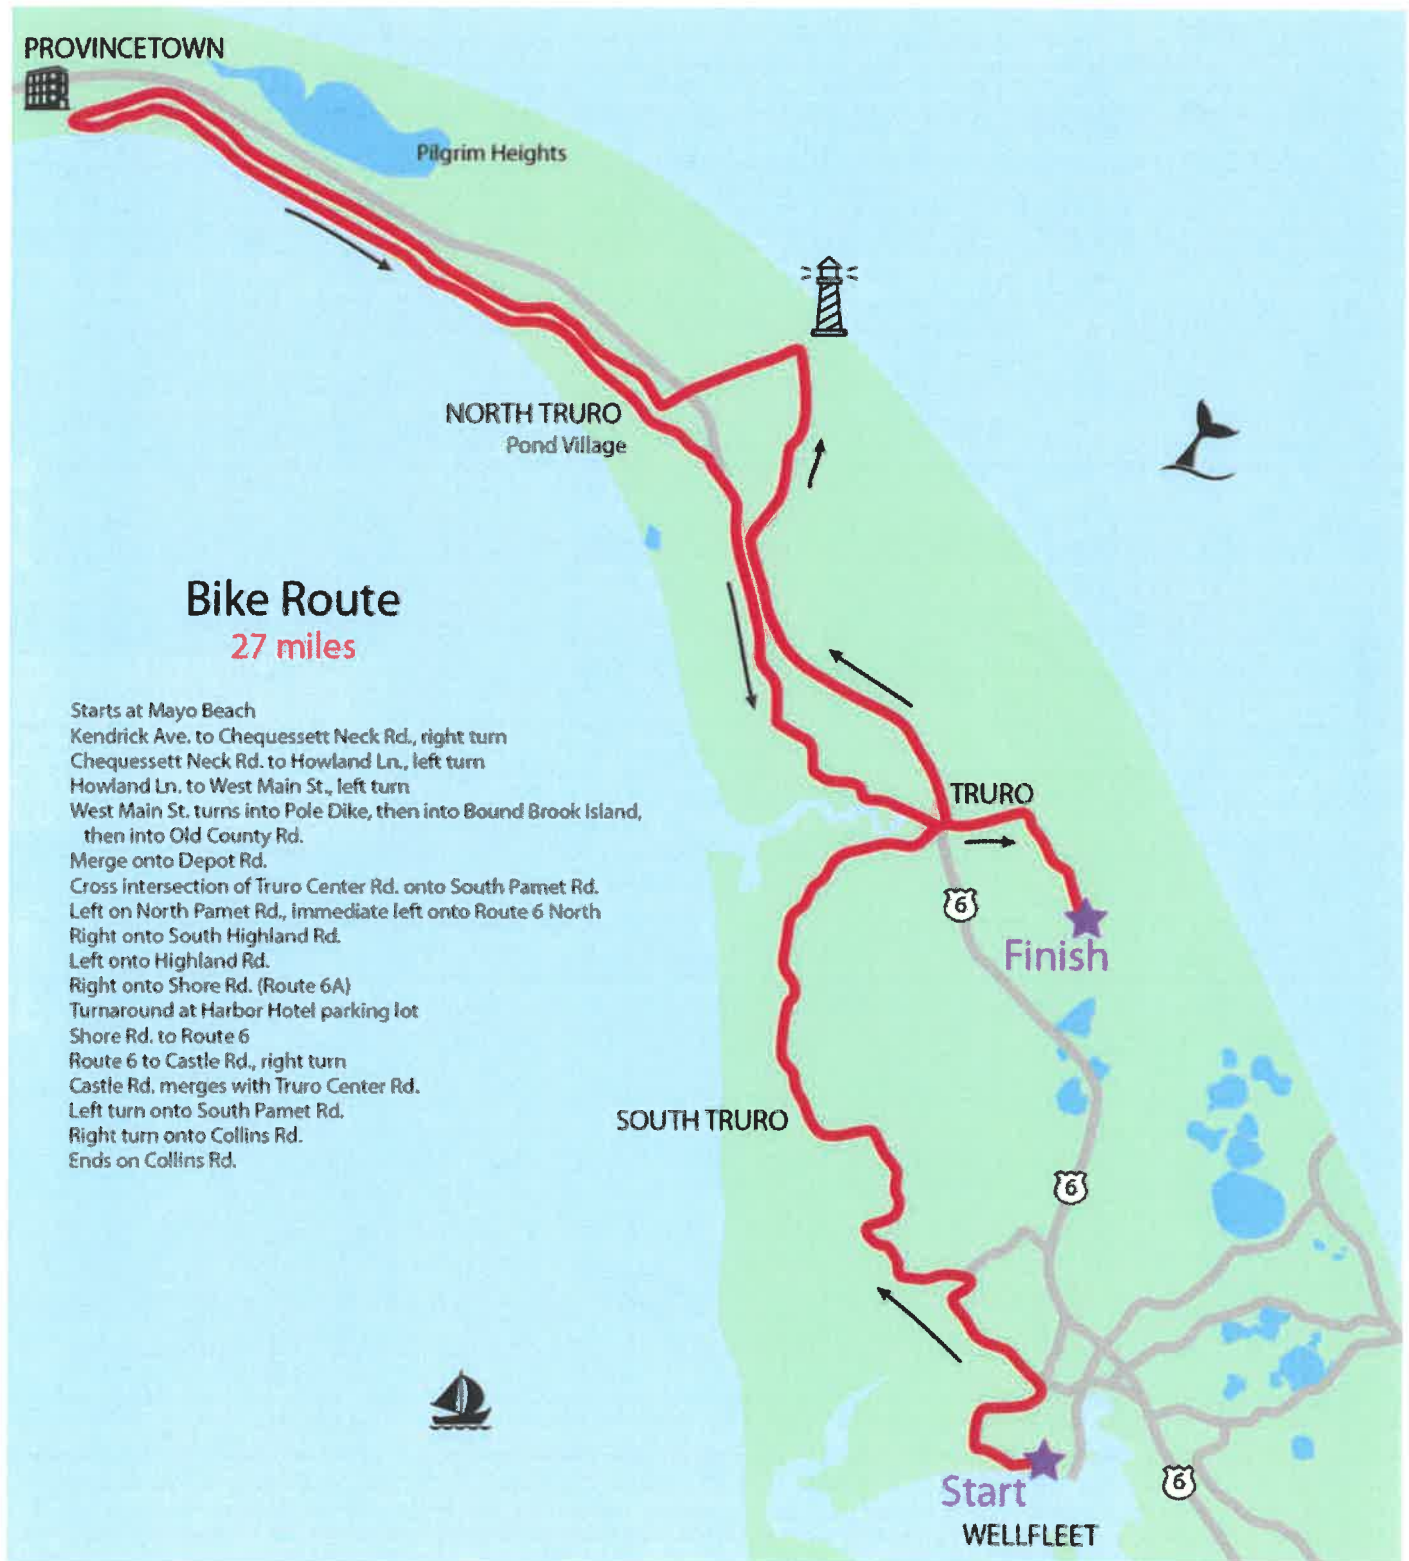 PROVINCETOWN
Pilgrim Heights
NORTH TRURO
Pond Village
Bike Route
27 miles
Starts at Mayo Beach
Kendrick Ave. to Chequessett Neck Rd., right turn
Chequessett Neck Rd. to Howland Ln., left turn
Howland Ln. to West Main St., left turn
West Main St. turns into Pole Dike, then into Bound Brook Island,
then into Old County Rd.
Merge onto Depot Rd.
Cross intersection of Truro Center Rd. onto South Pamet Rd.
Left on North Pamet Rd., immediate left onto Route 6 North
Right onto South Highland Rd.
Left onto Highland Rd.
Right onto Shore Rd. (Route 6A)
Turnaround at Harbor Hotel parking lot
Shore Rd. to Route 6
Route 6 to Castle Rd., right turn
Castle Rd. merges with Truro Center Rd.
Left turn onto South Pamet Rd.
Right turn onto Collins Rd.
Ends on Collins Rd.
TRURO
6
Finish
SOUTH TRURO
6
6
Start
WELLFLEET